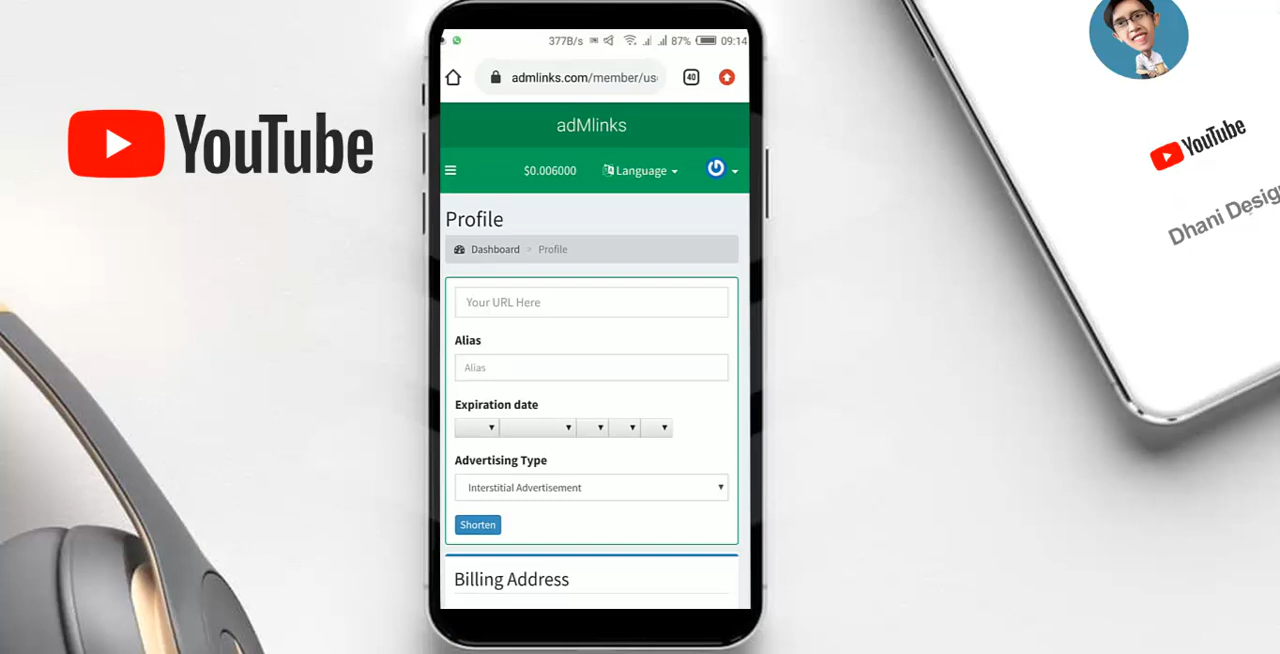 YouTube
377B/s 87% 09:14
admlinks.com/member/us
40
adMlinks
$0.006000 Language
Profile
Dashboard > Profile
Your URL Here
Alias
Alias
Expiration date
Advertising Type
Interstitial Advertisement
Shorten
Billing Address
YouTube
Dhani Desig